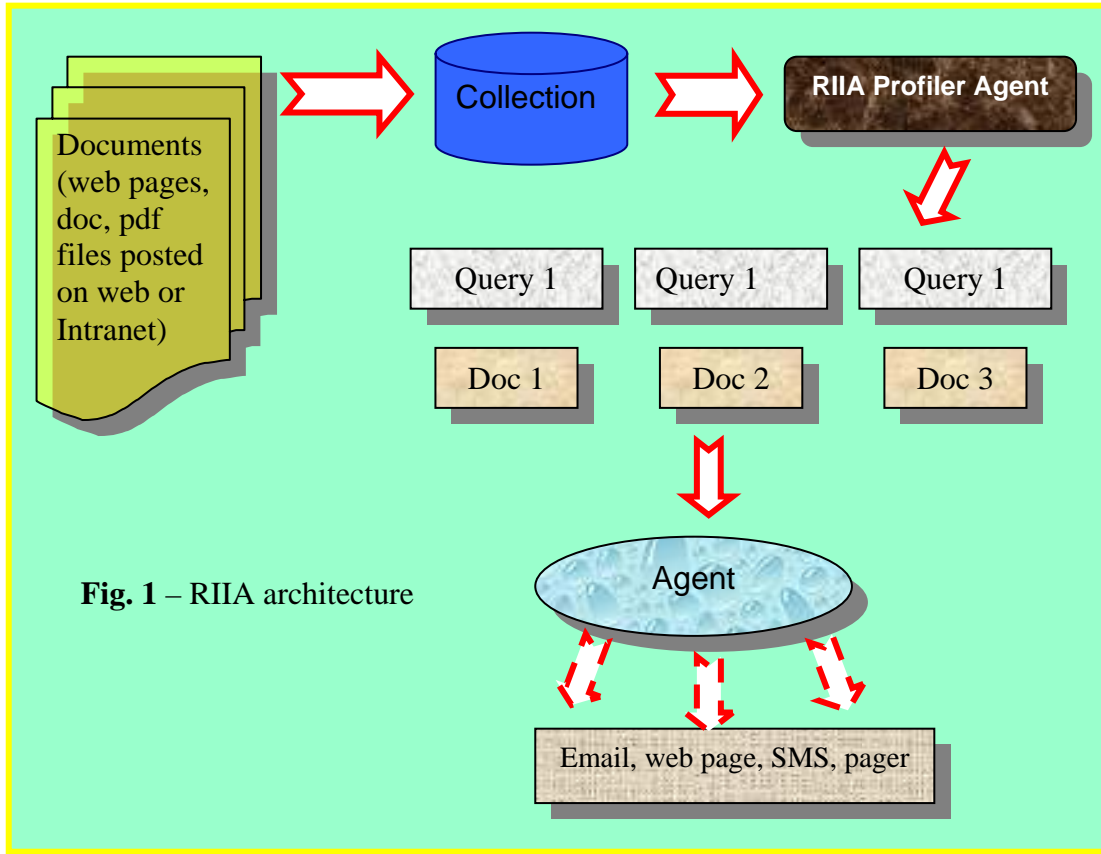 Collection
RIIA Profiler Agent
Documents
(web pages,
doc, pdf
files posted
on web or
Intranet)
Query 1
Query 1
Query 1
Doc 1
Doc 2
Doc 3
Agent
Fig. 1 – RIIA architecture
Email, web page, SMS, pager